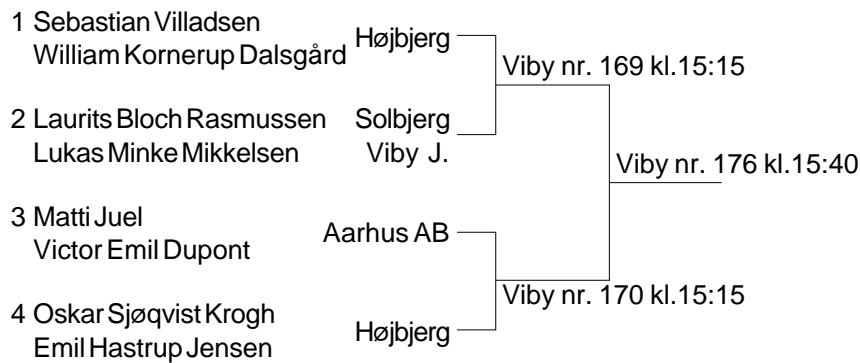 1 Sebastian Villadsen
William Kornerup Dalsgård
Højbjerg
Viby nr. 169 kl.15:15
2 Laurits Bloch Rasmussen Solbjerg
Lukas Minke Mikkelsen Viby J.
Viby nr. 176 kl.15:40
3 Matti Juel
Victor Emil Dupont
Aarhus AB
Viby nr. 170 kl.15:15
4 Oskar Sjøqvist Krogh
Emil Hastrup Jensen
Højbjerg